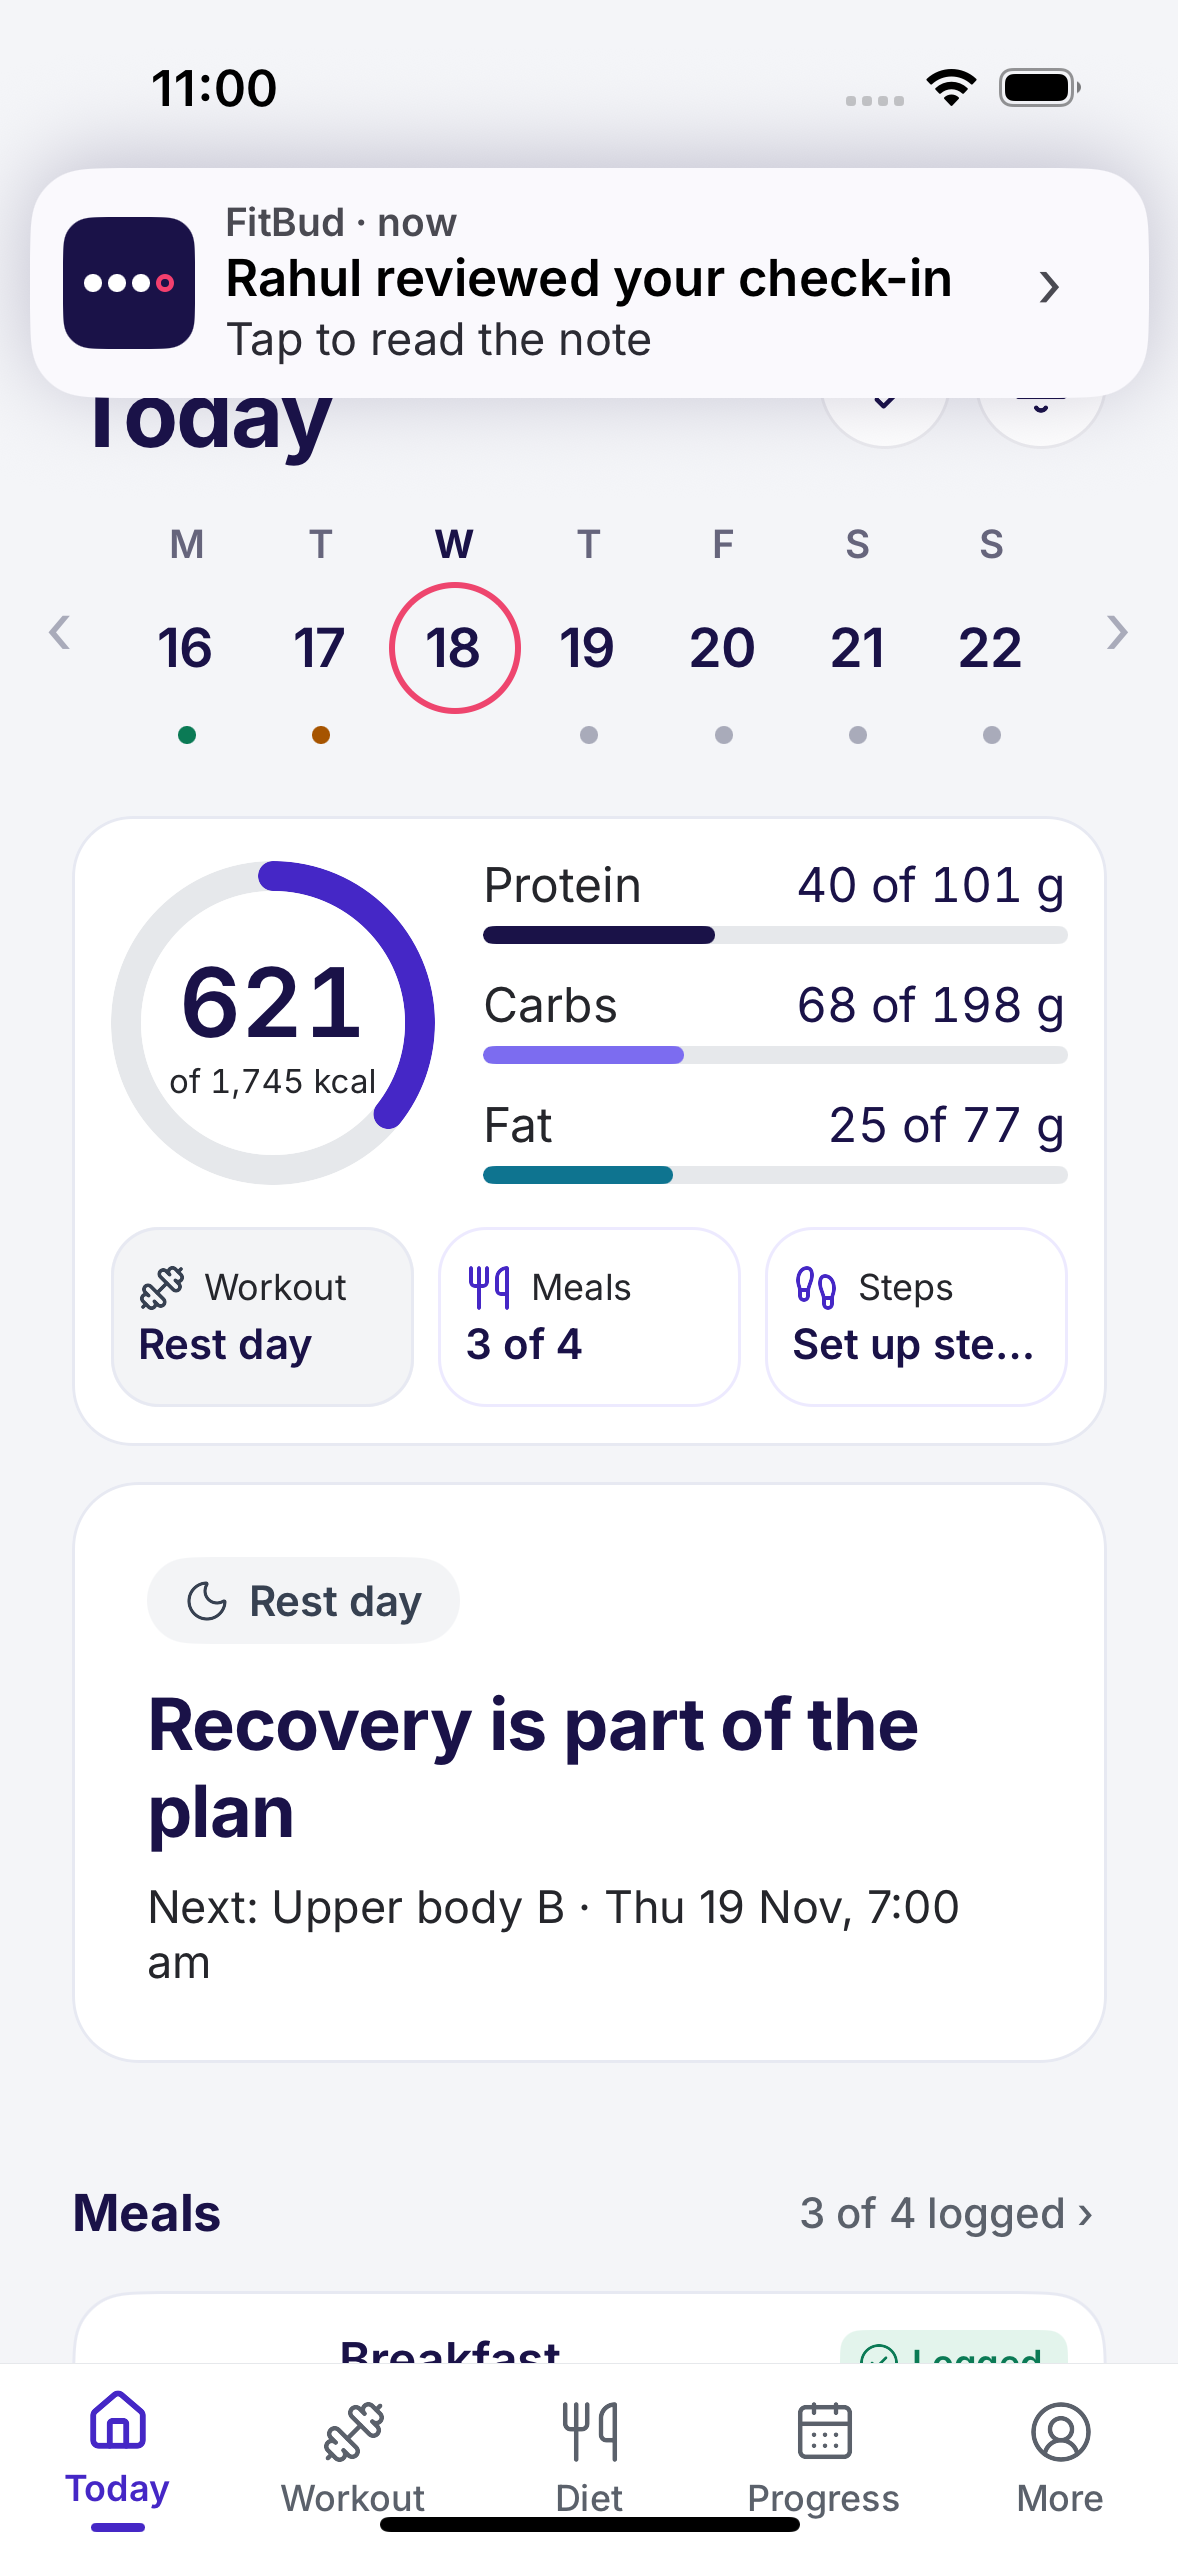 11:00
FitBud · now
Rahul reviewed your check-in
Tap to read the note
Today
M T W T F S S
16 17 18 19 20 21 22
621
of 1,745 kcal
Protein 40 of 101 g
Carbs 68 of 198 g
Fat 25 of 77 g
Workout
Rest day
Meals
3 of 4
Steps
Set up ste...
Rest day
Recovery is part of the
plan
Next: Upper body B · Thu 19 Nov, 7:00
am
Meals 3 of 4 logged ›
Breakfast Logged
Today Workout Diet Progress More